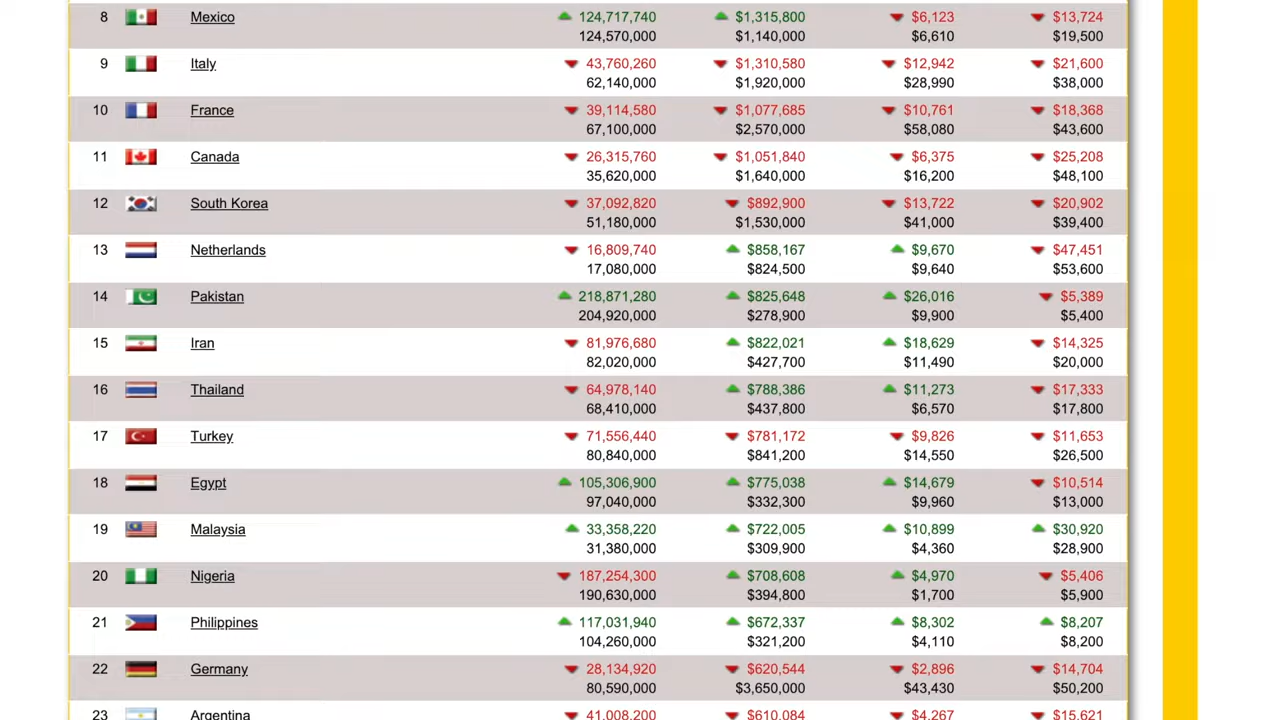 8 Mexico 124,717,740 $1,315,800 $6,123 $13,724
124,570,000 $1,140,000 $6,610 $19,500
9 Italy 43,760,260 $1,310,580 $12,942 $21,600
62,140,000 $1,920,000 $28,990 $38,000
10 France 39,114,580 $1,077,685 $10,761 $18,368
67,100,000 $2,570,000 $58,080 $43,600
11 Canada 26,315,760 $1,051,840 $6,375 $25,208
35,620,000 $1,640,000 $16,200 $48,100
12 South Korea 37,092,820 $892,900 $13,722 $20,902
51,180,000 $1,530,000 $41,000 $39,400
13 Netherlands 16,809,740 $858,167 $9,670 $47,451
17,080,000 $824,500 $9,640 $53,600
14 Pakistan 218,871,280 $825,648 $26,016 $5,389
204,920,000 $278,900 $9,900 $5,400
15 Iran 81,976,680 $822,021 $18,629 $14,325
82,020,000 $427,700 $11,490 $20,000
16 Thailand 64,978,140 $788,386 $11,273 $17,333
68,410,000 $437,800 $6,570 $17,800
17 Turkey 71,556,440 $781,172 $9,826 $11,653
80,840,000 $841,200 $14,550 $26,500
18 Egypt 105,306,900 $775,038 $14,679 $10,514
97,040,000 $332,300 $9,960 $13,000
19 Malaysia 33,358,220 $722,005 $10,899 $30,920
31,380,000 $309,900 $4,360 $28,900
20 Nigeria 187,254,300 $708,608 $4,970 $5,406
190,630,000 $394,800 $1,700 $5,900
21 Philippines 117,031,940 $672,337 $8,302 $8,207
104,260,000 $321,200 $4,110 $8,200
22 Germany 28,134,920 $620,544 $2,896 $14,704
80,590,000 $3,650,000 $43,430 $50,200
23 Argentina 41,008,200 $610,084 $4,267 $15,621